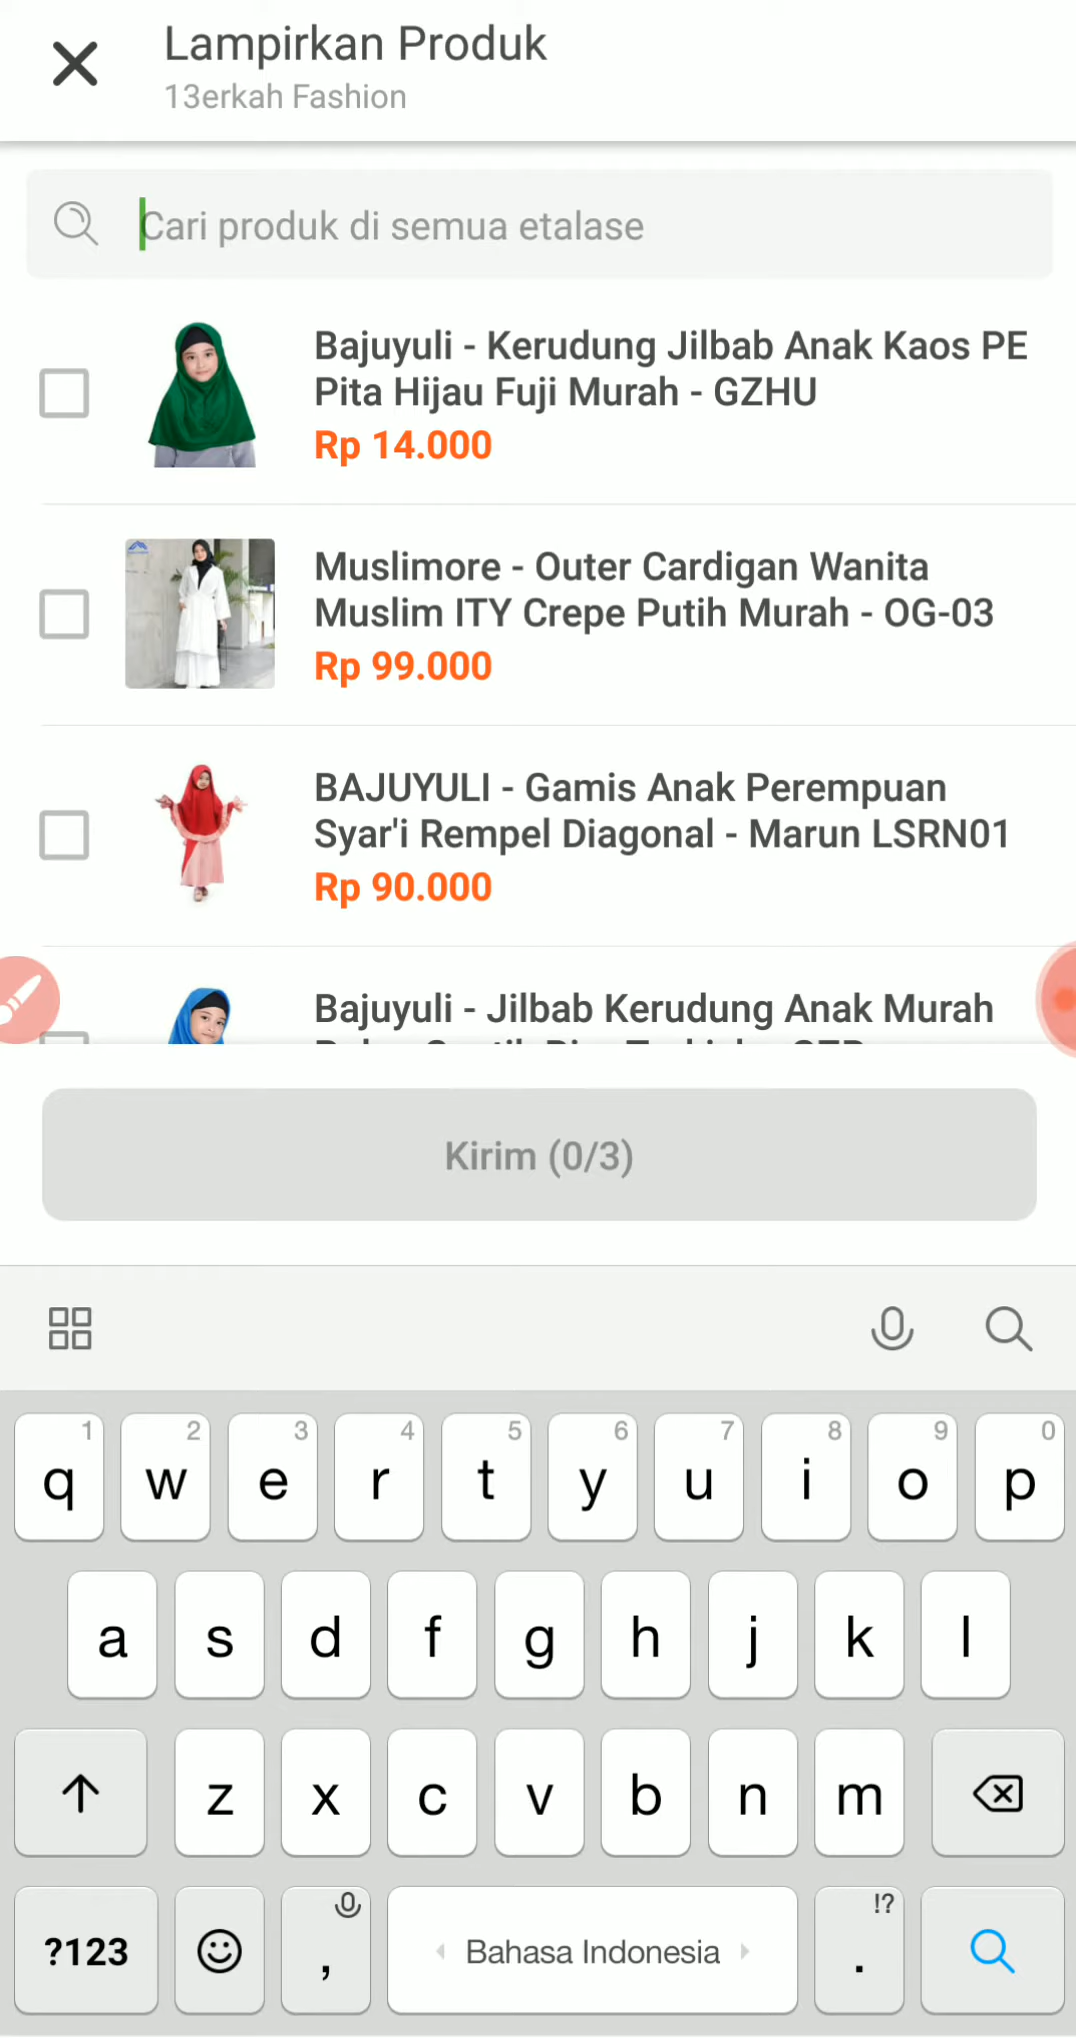 Lampirkan Produk
13erkah Fashion
Cari produk di semua etalase
Bajuyuli - Kerudung Jilbab Anak Kaos PE
Pita Hijau Fuji Murah - GZHU
Rp 14.000
Muslimore - Outer Cardigan Wanita
Muslim ITY Crepe Putih Murah - OG-03
Rp 99.000
BAJUYULI - Gamis Anak Perempuan
Syar'i Rempel Diagonal - Marun LSRN01
Rp 90.000
Bajuyuli - Jilbab Kerudung Anak Murah
Kirim (0/3)
1 2 3 4 5 6 7 8 9 0
q w e r t y u i o p
a s d f g h j k l
z x c v b n m
!?
?123 , Bahasa Indonesia .